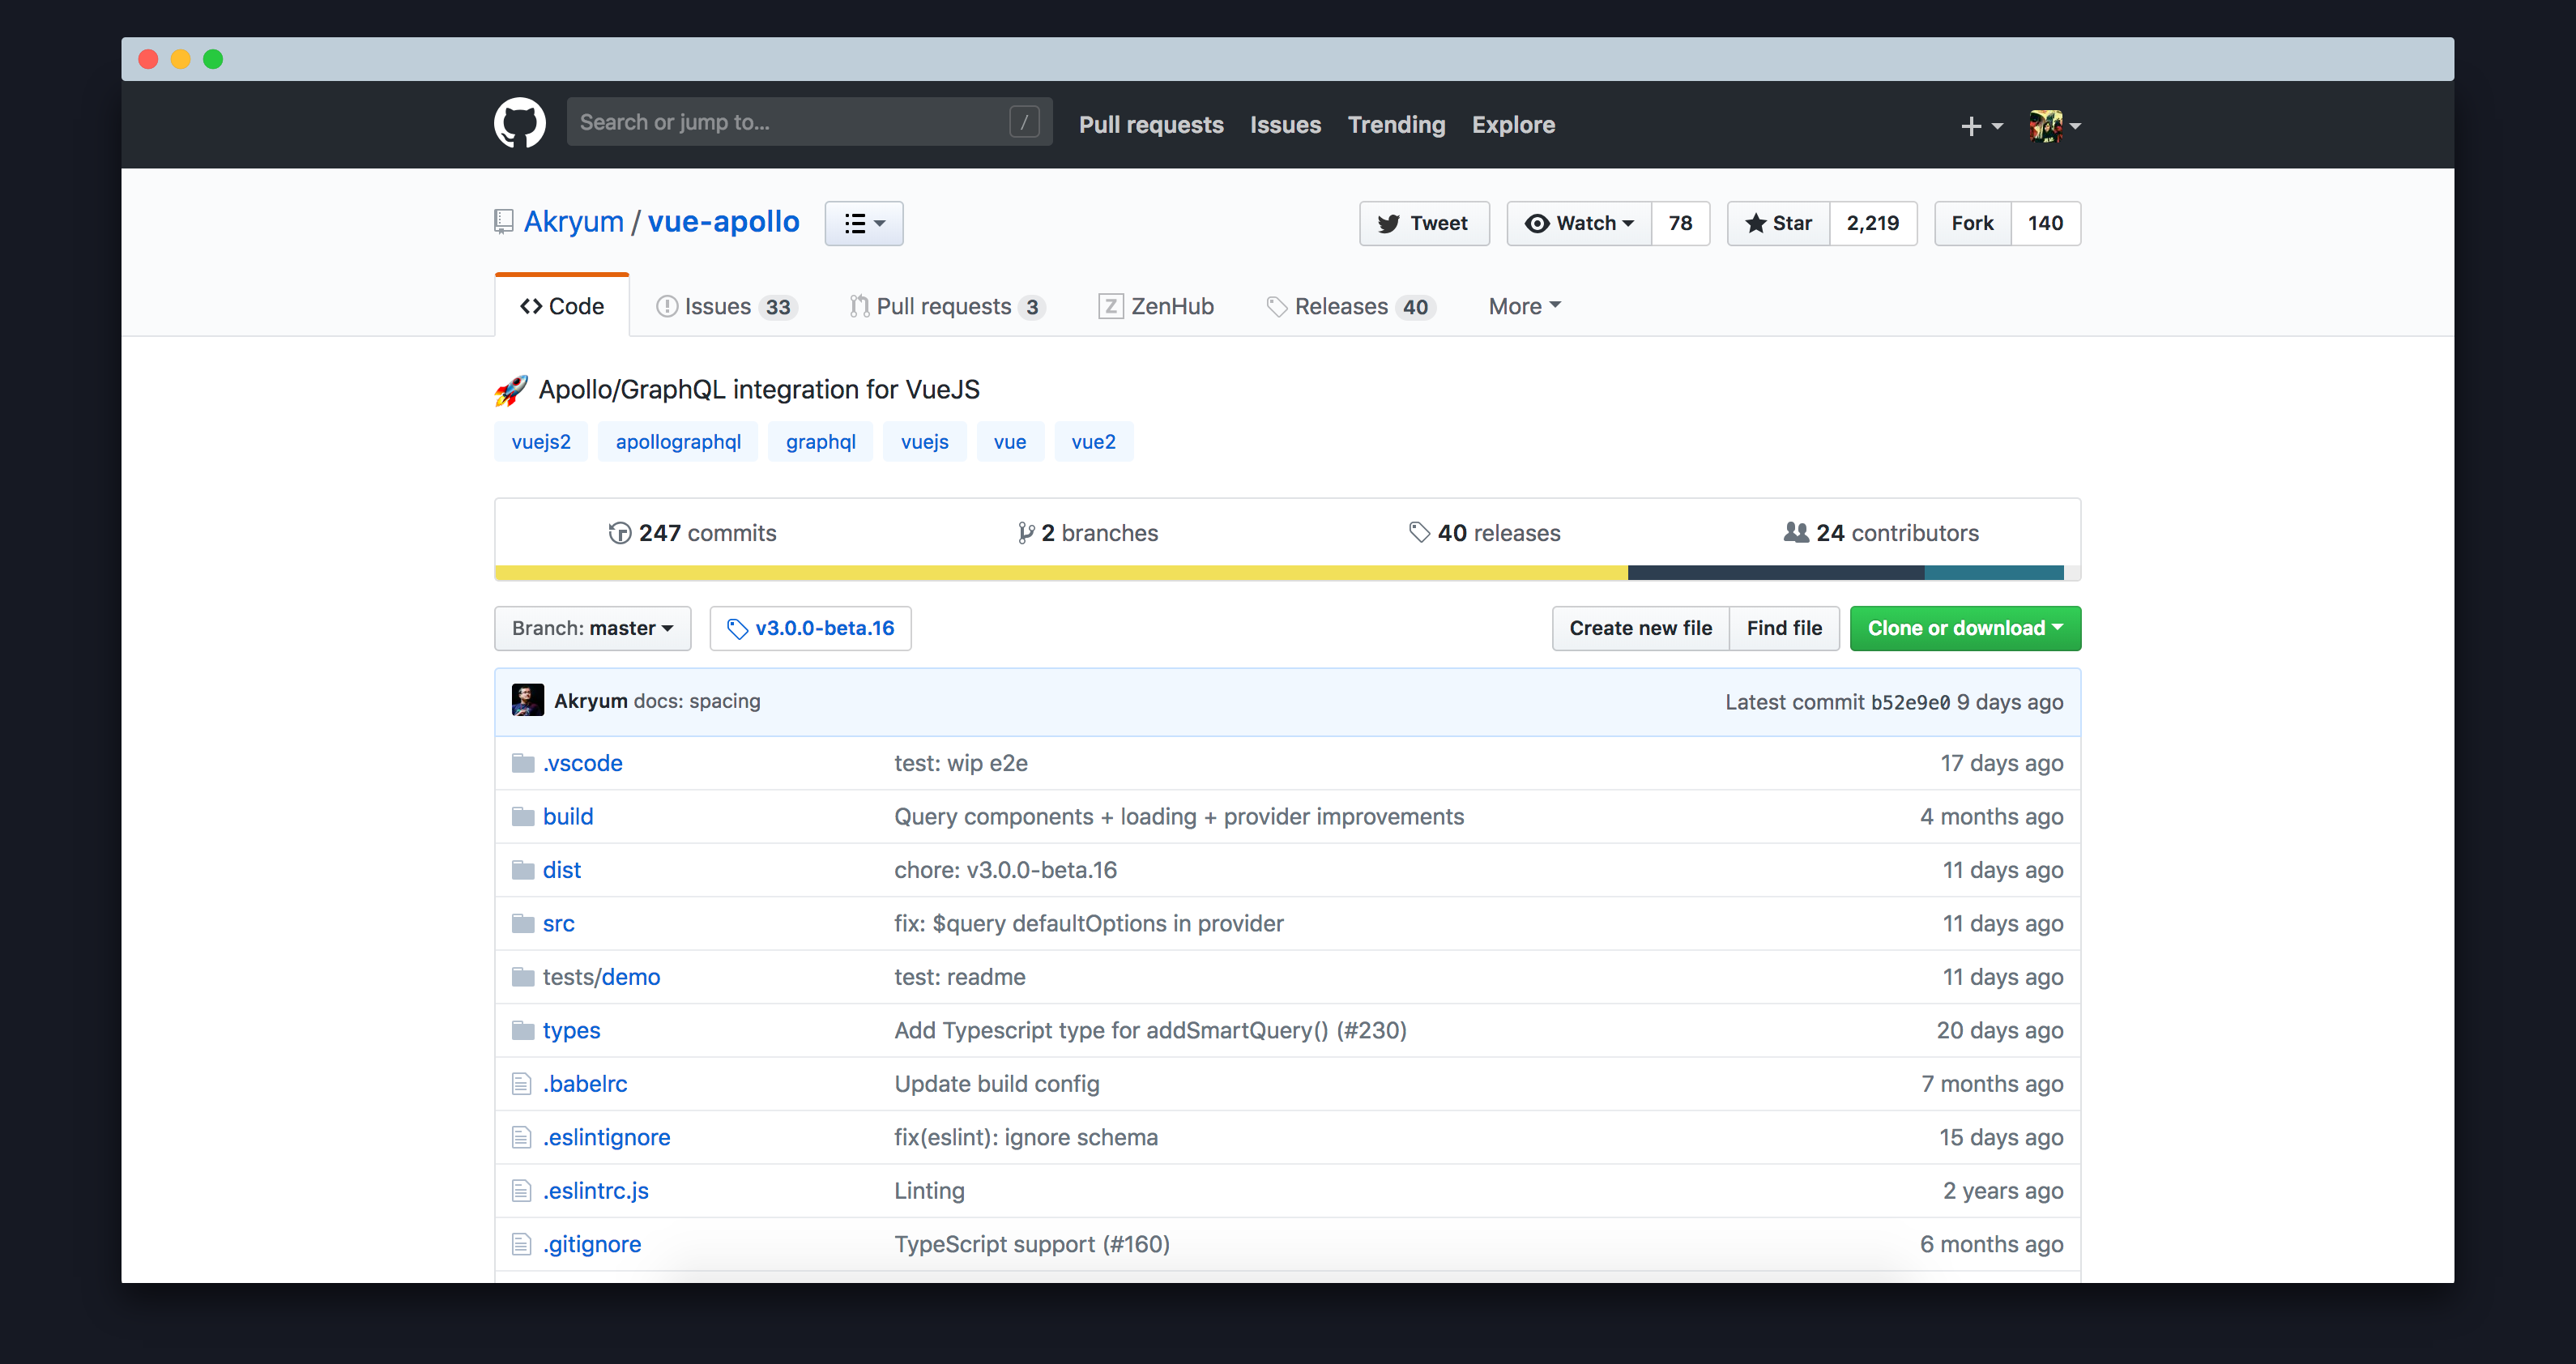 Search or jump to... /
Pull requests Issues Trending Explore
Akryum / vue-apollo
Tweet Watch 78 Star 2,219 Fork 140
Code Issues 33 Pull requests 3 ZenHub Releases 40 More
Apollo/GraphQL integration for VueJS
vuejs2 apollographql graphql vuejs vue vue2
247 commits 2 branches 40 releases 24 contributors
Branch: master v3.0.0-beta.16 Create new file Find file Clone or download
Akryum docs: spacing Latest commit b52e9e0 9 days ago
.vscode test: wip e2e 17 days ago
build Query components + loading + provider improvements 4 months ago
dist chore: v3.0.0-beta.16 11 days ago
src fix: $query defaultOptions in provider 11 days ago
tests/demo test: readme 11 days ago
types Add Typescript type for addSmartQuery() (#230) 20 days ago
.babelrc Update build config 7 months ago
.eslintignore fix(eslint): ignore schema 15 days ago
.eslintrc.js Linting 2 years ago
.gitignore TypeScript support (#160) 6 months ago